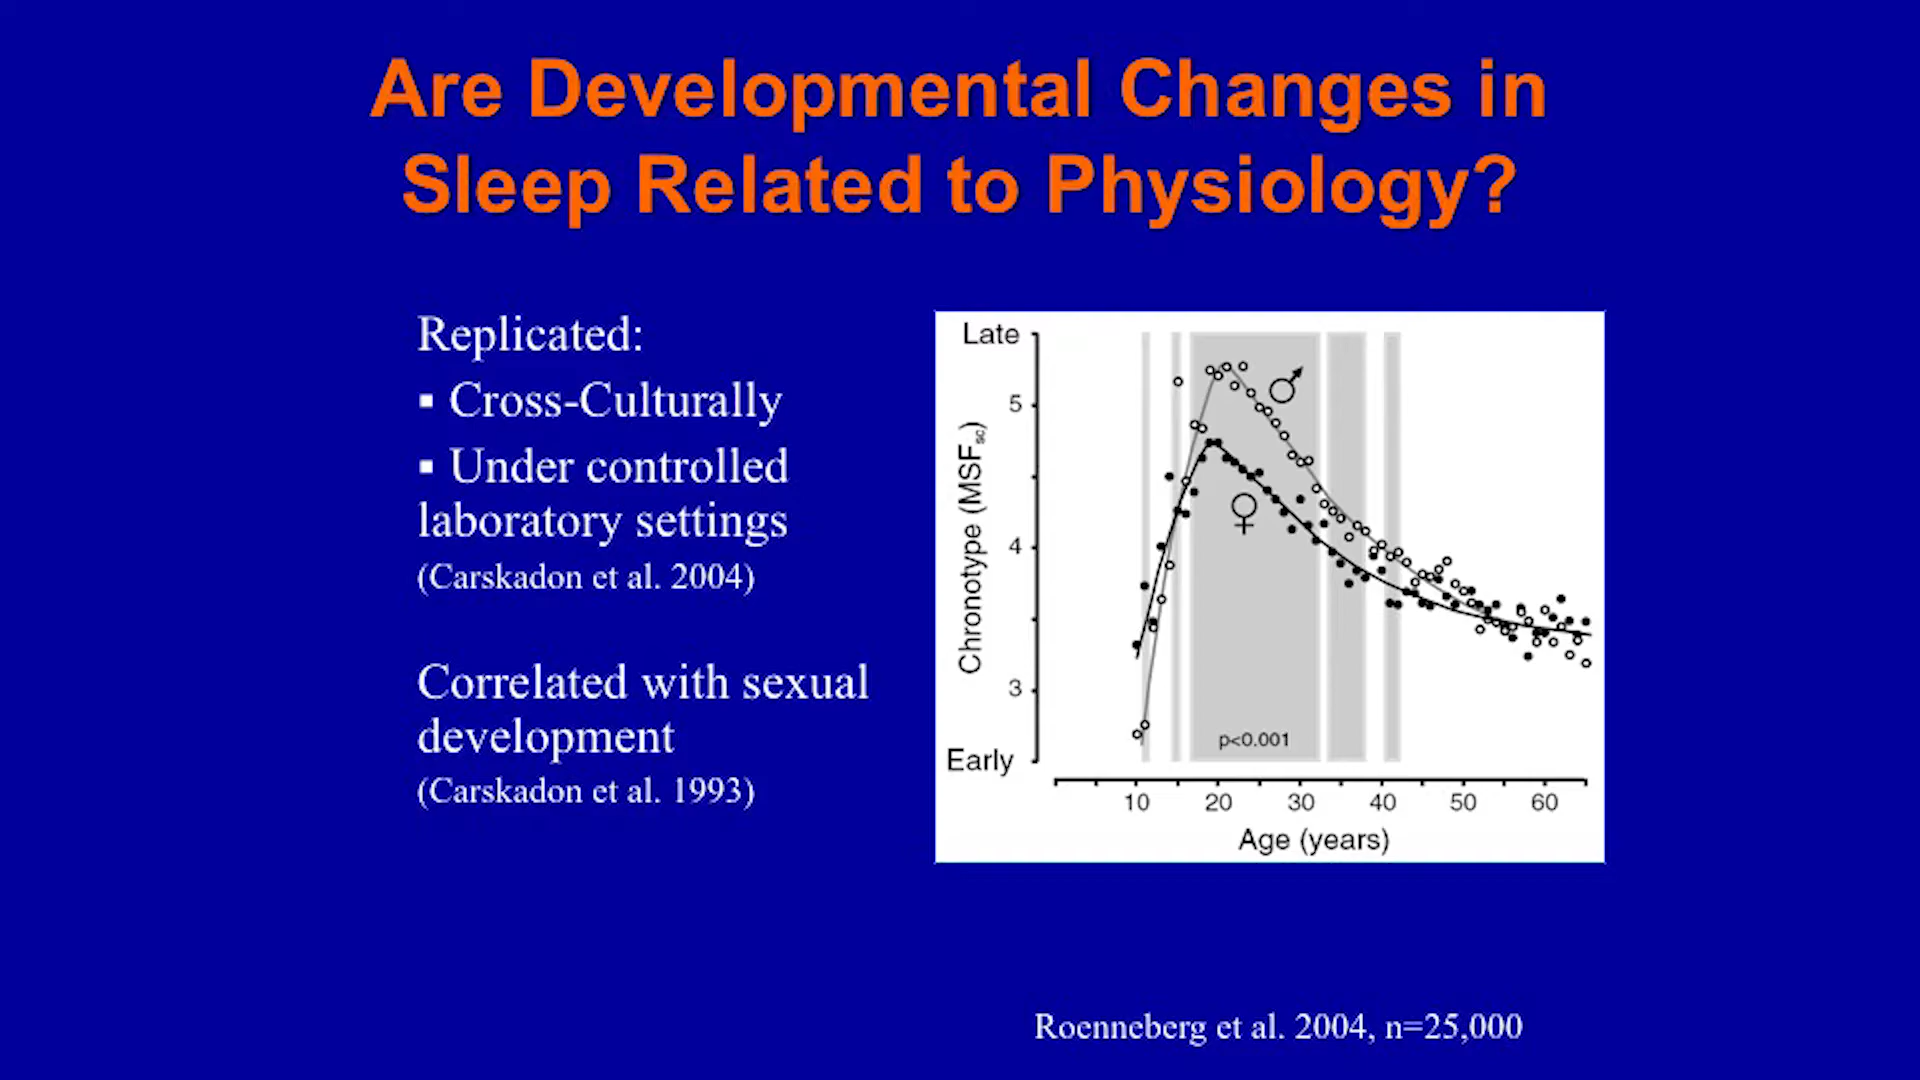 Are Developmental Changes in
Sleep Related to Physiology?
Replicated:
▪ Cross-Culturally
▪ Under controlled
laboratory settings
(Carskadon et al. 2004)
Correlated with sexual
development
(Carskadon et al. 1993)
Late
5
4
3
Early
Chronotype (MSFsc)
♂
♀
p<0.001
10 20 30 40 50 60
Age (years)
Roenneberg et al. 2004, n=25,000